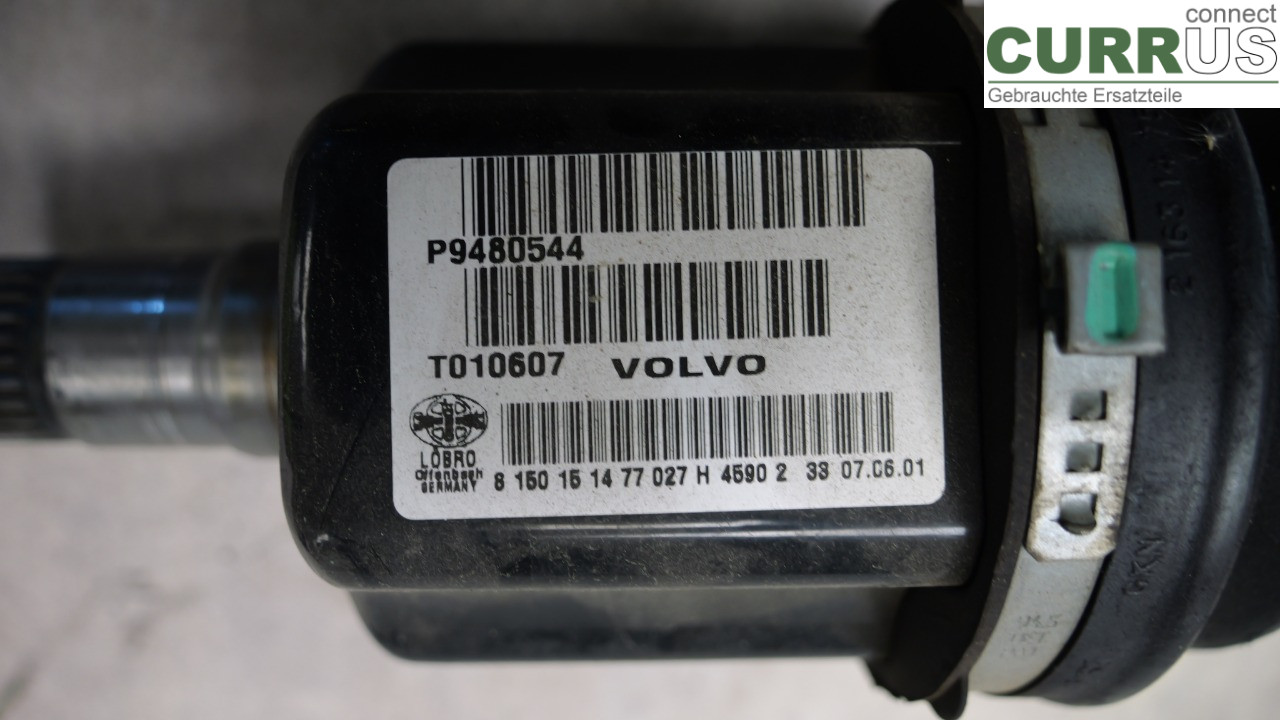 connect
CURRUS
Gebrauchte Ersatzteile
P9480544
T010607 VOLVO
LÖBRO
Offenbach
GERMANY
8 150 15 14 77 027 H 4590 2 33 07.06.01
GKN